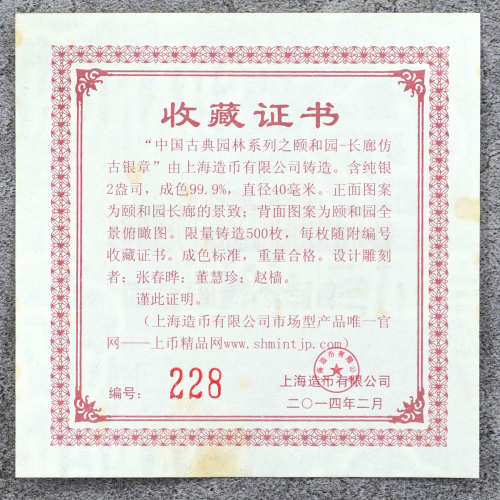 收藏证书
“中国古典园林系列之颐和园-长廊仿
古银章”由上海造币有限公司铸造。含纯银
2盎司，成色99.9%，直径40毫米。正面图案
为颐和园长廊的景致；背面图案为颐和园全
景俯瞰图。限量铸造500枚，每枚随附编号
收藏证书。成色标准，重量合格。设计雕刻
者：张春晔；董慧珍；赵樯。
谨此证明。
（上海造币有限公司市场型产品唯一官
网——上币精品网www.shmintjp.com）
编号： 228
上海造币有限公司
二〇一四年二月